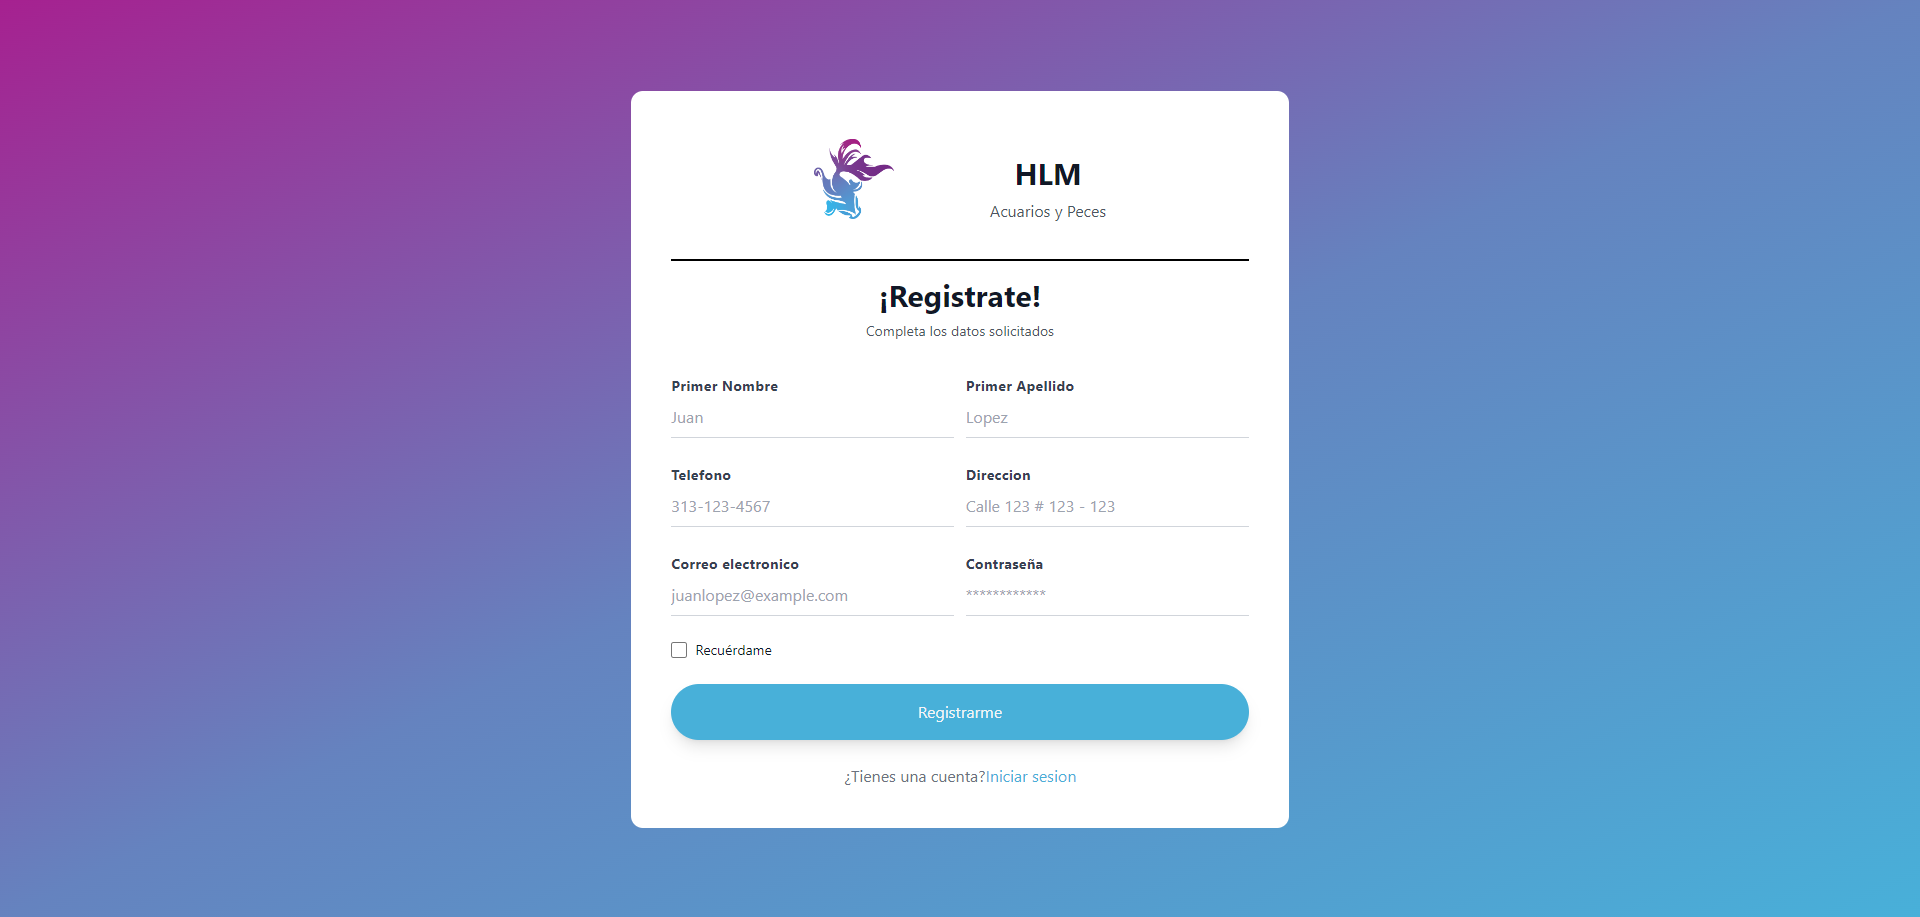 HLM
Acuarios y Peces
¡Registrate!
Completa los datos solicitados
Primer Nombre
Primer Apellido
Juan
Lopez
Telefono
Direccion
313-123-4567
Calle 123 # 123 - 123
Correo electronico
Contraseña
juanlopez@example.com
************
Recuérdame
Registrarme
¿Tienes una cuenta?Iniciar sesion